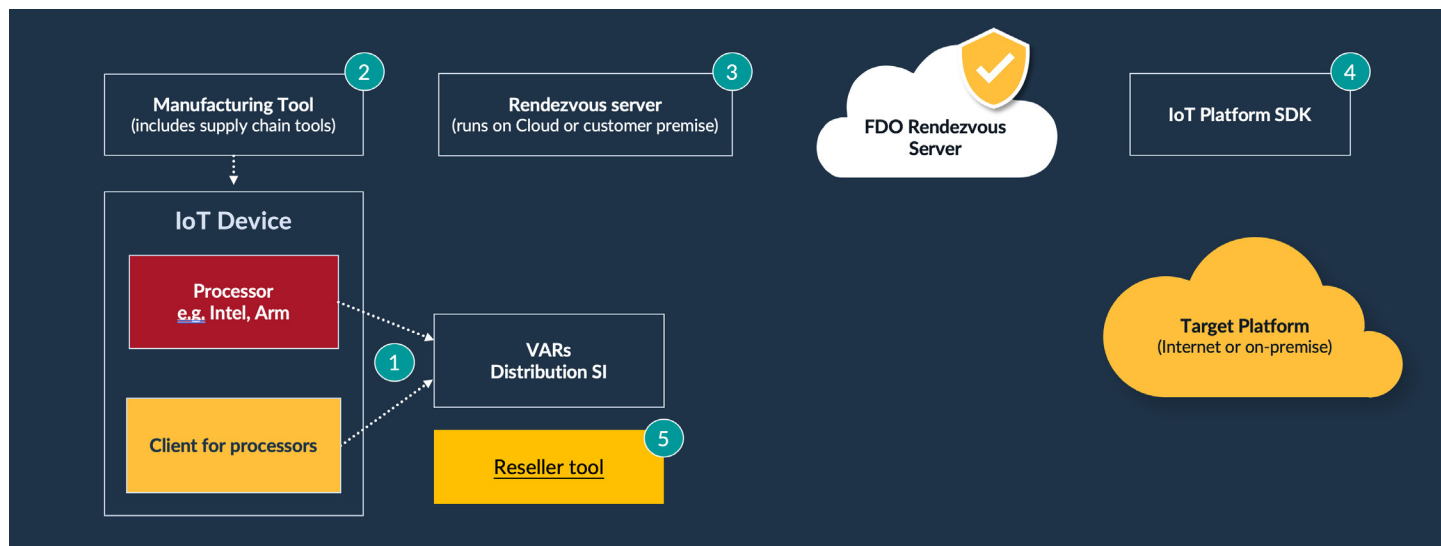 2
Manufacturing Tool
(includes supply chain tools)
3
Rendezvous server
(runs on Cloud or customer premise)
FDO Rendezvous
Server
4
IoT Platform SDK
IoT Device
Processor
e.g. Intel, Arm
1
Client for processors
VARs
Distribution SI
5
Reseller tool
Target Platform
(Internet or on-premise)